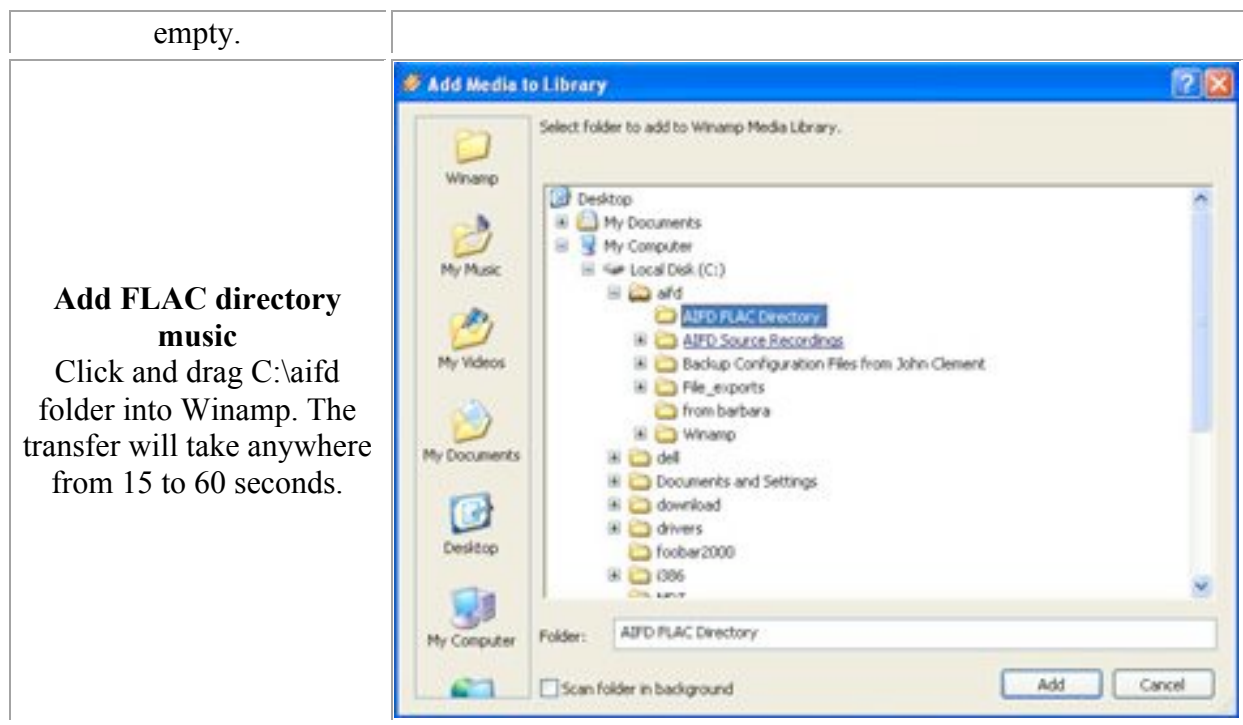 empty.
Add FLAC directory
music
Click and drag C:\aifd
folder into Winamp. The
transfer will take anywhere
from 15 to 60 seconds.
Add Media to Library
Winamp
My Music
My Videos
My Documents
Desktop
My Computer
Select folder to add to Winamp Media Library.
Desktop
My Documents
My Computer
Local Disk (C:)
aifd
AIFD FLAC Directory
AIFD Source Recordings
Backup Configuration Files from John Clement
File_exports
from barbara
Winamp
dell
Documents and Settings
download
drivers
foobar2000
i386
Folder: AIFD FLAC Directory
Scan folder in background
Add Cancel